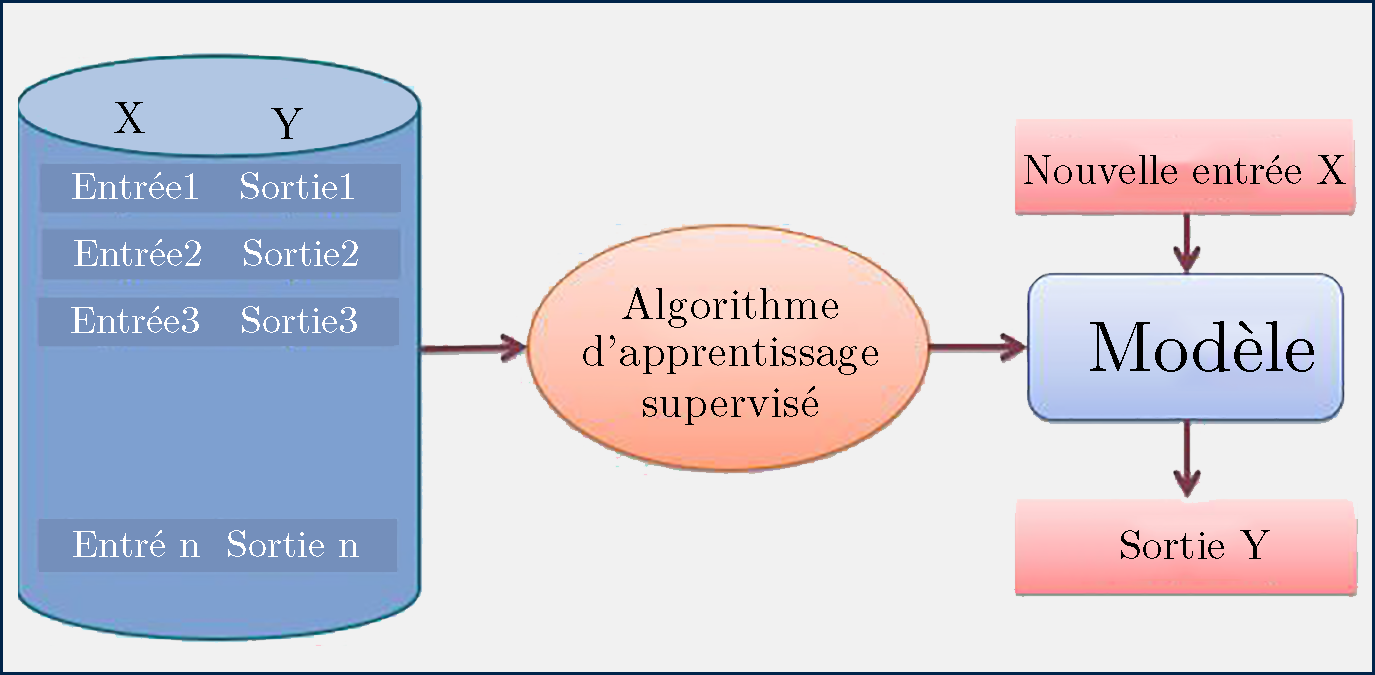 X Y
Entrée1 Sortie1
Entrée2 Sortie2
Entrée3 Sortie3
Entré n Sortie n
Algorithme
d'apprentissage
supervisé
Nouvelle entrée X
Modèle
Sortie Y